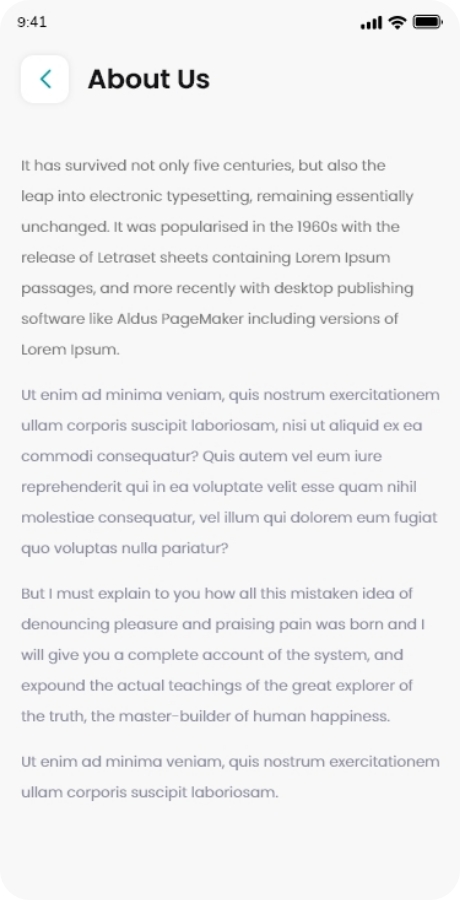 9:41
About Us
It has survived not only five centuries, but also the
leap into electronic typesetting, remaining essentially
unchanged. It was popularised in the 1960s with the
release of Letraset sheets containing Lorem Ipsum
passages, and more recently with desktop publishing
software like Aldus PageMaker including versions of
Lorem Ipsum.
Ut enim ad minima veniam, quis nostrum exercitationem
ullam corporis suscipit laboriosam, nisi ut aliquid ex ea
commodi consequatur? Quis autem vel eum iure
reprehenderit qui in ea voluptate velit esse quam nihil
molestiae consequatur, vel illum qui dolorem eum fugiat
quo voluptas nulla pariatur?
But I must explain to you how all this mistaken idea of
denouncing pleasure and praising pain was born and I
will give you a complete account of the system, and
expound the actual teachings of the great explorer of
the truth, the master-builder of human happiness.
Ut enim ad minima veniam, quis nostrum exercitationem
ullam corporis suscipit laboriosam.